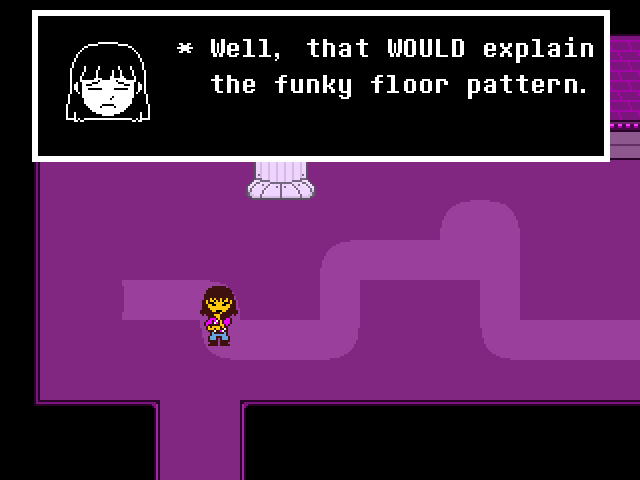 * Well, that WOULD explain
the funky floor pattern.